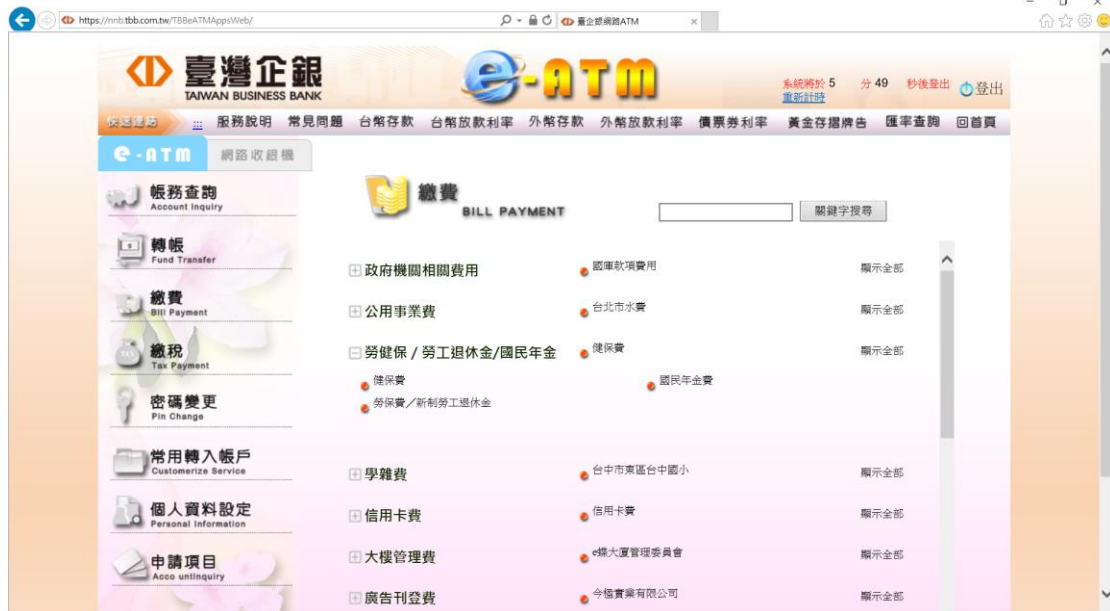 https://nnb.tbb.com.tw/TBBeATMAppsWeb/
臺企銀網路ATM
臺灣企銀
TAIWAN BUSINESS BANK
e-ATM
系統將於 5 分 49 秒後登出
重新計時
登出
快速連結 ::: 服務說明 常見問題 台幣存款 台幣放款利率 外幣存款 外幣放款利率 債票券利率 黃金存摺牌告 匯率查詢 回首頁
e-ATM 網路收銀機
帳務查詢
Account Inquiry
轉帳
Fund Transfer
繳費
Bill Payment
繳稅
Tax Payment
密碼變更
Pin Change
常用轉入帳戶
Customerize Service
個人資料設定
Personal Information
申請項目
Acco untinquiry
繳費
BILL PAYMENT
關鍵字搜尋
政府機關相關費用 國庫款項費用 顯示全部
公用事業費 台北市水費 顯示全部
勞健保 / 勞工退休金/國民年金 健保費 顯示全部
健保費 國民年金費
勞保費／新制勞工退休金
學雜費 台中市東區台中國小 顯示全部
信用卡費 信用卡費 顯示全部
大樓管理費 e蝶大廈管理委員會 顯示全部
廣告刊登費 今極實業有限公司 顯示全部